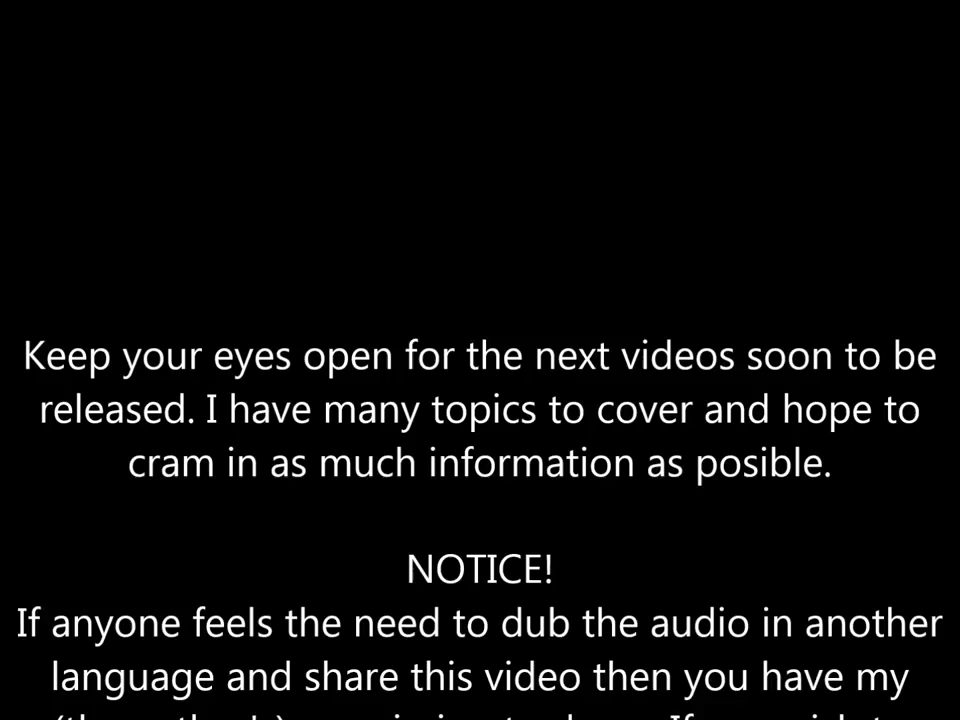 Keep your eyes open for the next videos soon to be
released. I have many topics to cover and hope to
cram in as much information as posible.
NOTICE!
If anyone feels the need to dub the audio in another
language and share this video then you have my